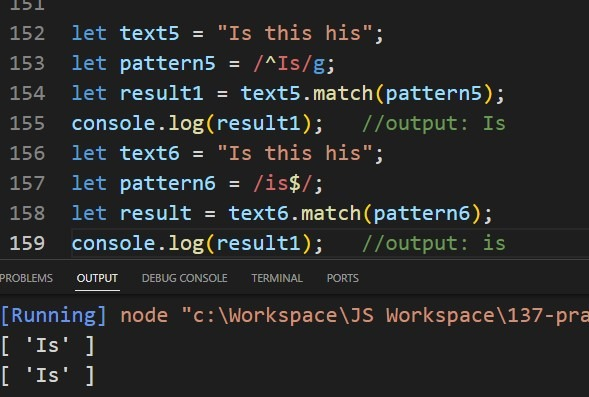 151
152 let text5 = "Is this his";
153 let pattern5 = /^Is/g;
154 let result1 = text5.match(pattern5);
155 console.log(result1);   //output: Is
156 let text6 = "Is this his";
157 let pattern6 = /is$/;
158 let result = text6.match(pattern6);
159 console.log(result1);   //output: is
PROBLEMS OUTPUT DEBUG CONSOLE TERMINAL PORTS
[Running] node "c:\Workspace\JS Workspace\137-pra
[ 'Is' ]
[ 'Is' ]